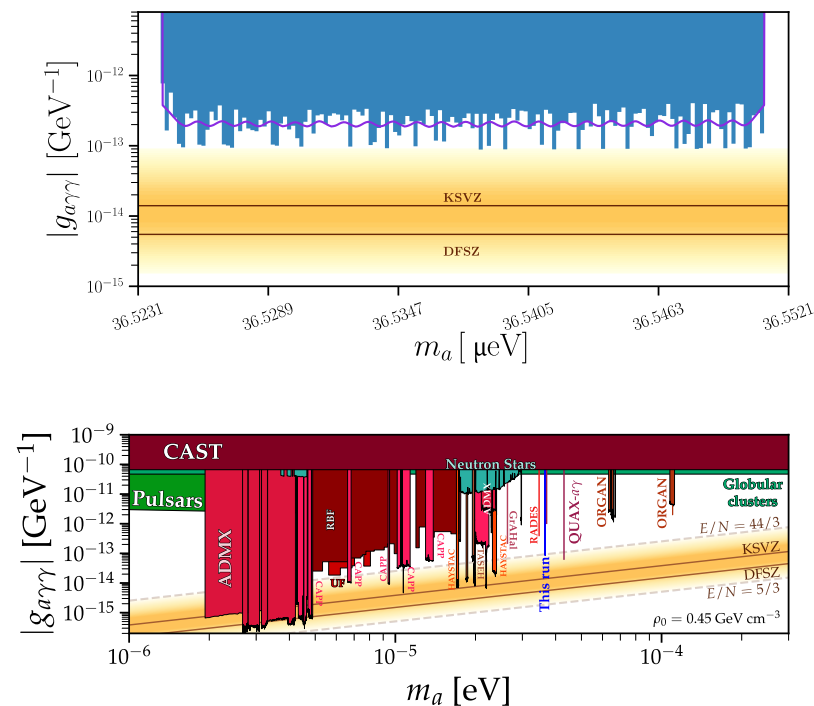 |g_{aγγ}| [GeV⁻¹]
10⁻¹²
10⁻¹³
10⁻¹⁴
10⁻¹⁵
KSVZ
DFSZ
36.5231
36.5289
36.5347
36.5405
36.5463
36.5521
m_a [ μeV]
|g_{aγγ}| [GeV⁻¹]
10⁻⁹
10⁻¹⁰
10⁻¹¹
10⁻¹²
10⁻¹³
10⁻¹⁴
10⁻¹⁵
CAST
Neutron Stars
Pulsars
Globular
clusters
ADMX
RBF
UF
CAPP
CAPP
CAPP
CAPP
CAPP
HAYSTAC
ADMX
TASEH
HAYSTAC
GrAHal
RADES
This run
QUAX-aγ
ORGAN
ORGAN
E/N = 44/3
KSVZ
DFSZ
E/N = 5/3
ρ₀ = 0.45 GeV cm⁻³
10⁻⁶
10⁻⁵
10⁻⁴
m_a [eV]